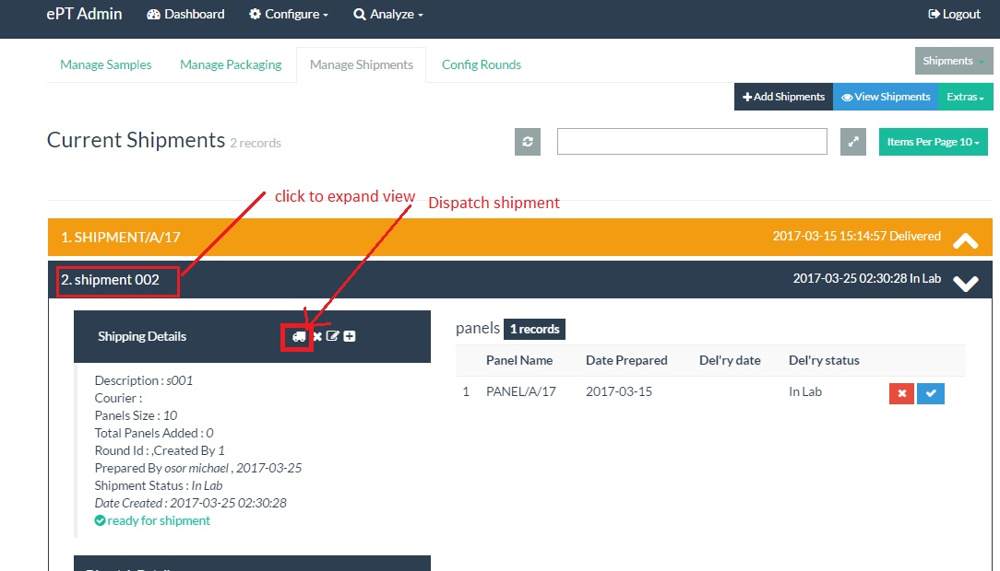 ePT Admin Dashboard Configure Analyze Logout
Manage Samples Manage Packaging Manage Shipments Config Rounds Shipments
Add Shipments View Shipments Extras
Current Shipments 2 records Items Per Page 10
click to expand view Dispatch shipment
1. SHIPMENT/A/17 2017-03-15 15:14:57 Delivered
2. shipment 002 2017-03-25 02:30:28 In Lab
Shipping Details
panels 1 records
Panel Name Date Prepared Del'ry date Del'ry status
1 PANEL/A/17 2017-03-15 In Lab
Description : s001
Courier :
Panels Size : 10
Total Panels Added : 0
Round Id : ,Created By 1
Prepared By osor michael , 2017-03-25
Shipment Status : In Lab
Date Created : 2017-03-25 02:30:28
ready for shipment